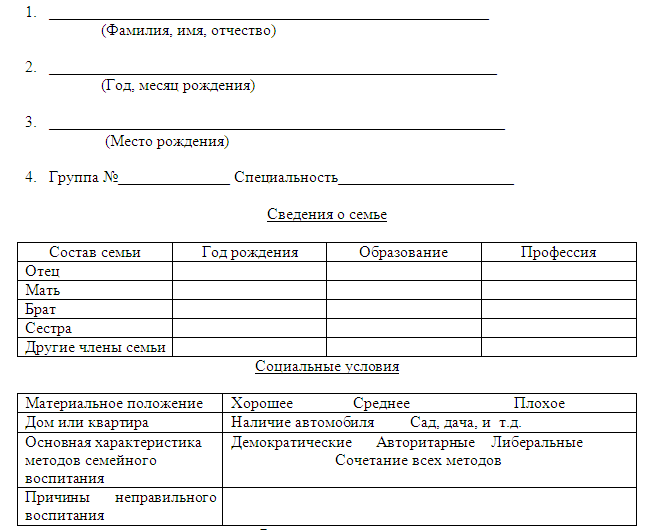 1. ________________________________________________________
(Фамилия, имя, отчество)
2. ________________________________________________________
(Год, месяц рождения)
3. ________________________________________________________
(Место рождения)
4. Группа №______________ Специальность______________________
Сведения о семье
Состав семьи Год рождения Образование Профессия
Отец
Мать
Брат
Сестра
Другие члены семьи
Социальные условия
Материальное положение Хорошее Среднее Плохое
Дом или квартира Наличие автомобиля Сад, дача, и т.д.
Основная характеристика Демократические Авторитарные Либеральные
методов семейного Сочетание всех методов
воспитания
Причины неправильного
воспитания